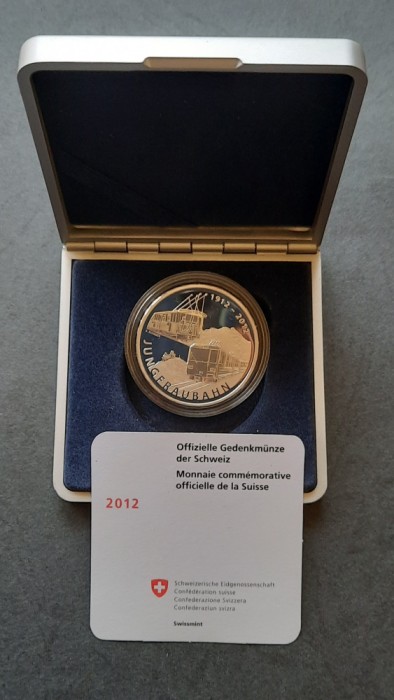 1912 - 2012
JUNGFRAUBAHN
Offizielle Gedenkmünze
der Schweiz
Monnaie commémorative
officielle de la Suisse
2012
Schweizerische Eidgenossenschaft
Confédération suisse
Confederazione Svizzera
Confederaziun svizra
Swissmint